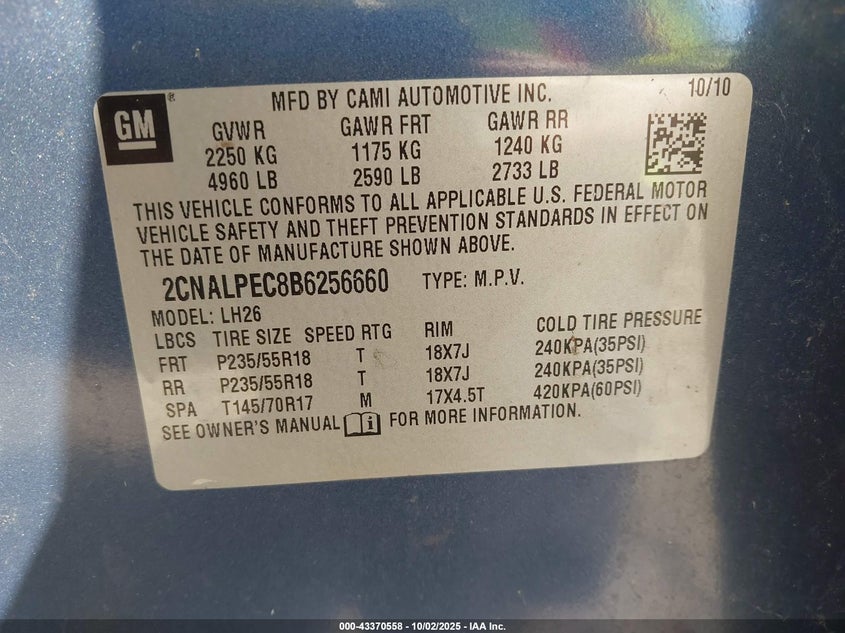 GM ® MFD BY CAMI AUTOMOTIVE INC. 10/10
GVWR GAWR FRT GAWR RR
2250 KG 1175 KG 1240 KG
4960 LB 2590 LB 2733 LB
THIS VEHICLE CONFORMS TO ALL APPLICABLE U.S. FEDERAL MOTOR
VEHICLE SAFETY AND THEFT PREVENTION STANDARDS IN EFFECT ON
THE DATE OF MANUFACTURE SHOWN ABOVE.
2CNALPEC8B6256660 TYPE: M.P.V.
MODEL: LH26
LBCS TIRE SIZE SPEED RTG RIM COLD TIRE PRESSURE
FRT P235/55R18 T 18X7J 240KPA(35PSI)
RR P235/55R18 T 18X7J 240KPA(35PSI)
SPA T145/70R17 M 17X4.5T 420KPA(60PSI)
SEE OWNER'S MANUAL i FOR MORE INFORMATION.
000-43370558 - 10/02/2025 - IAA Inc.